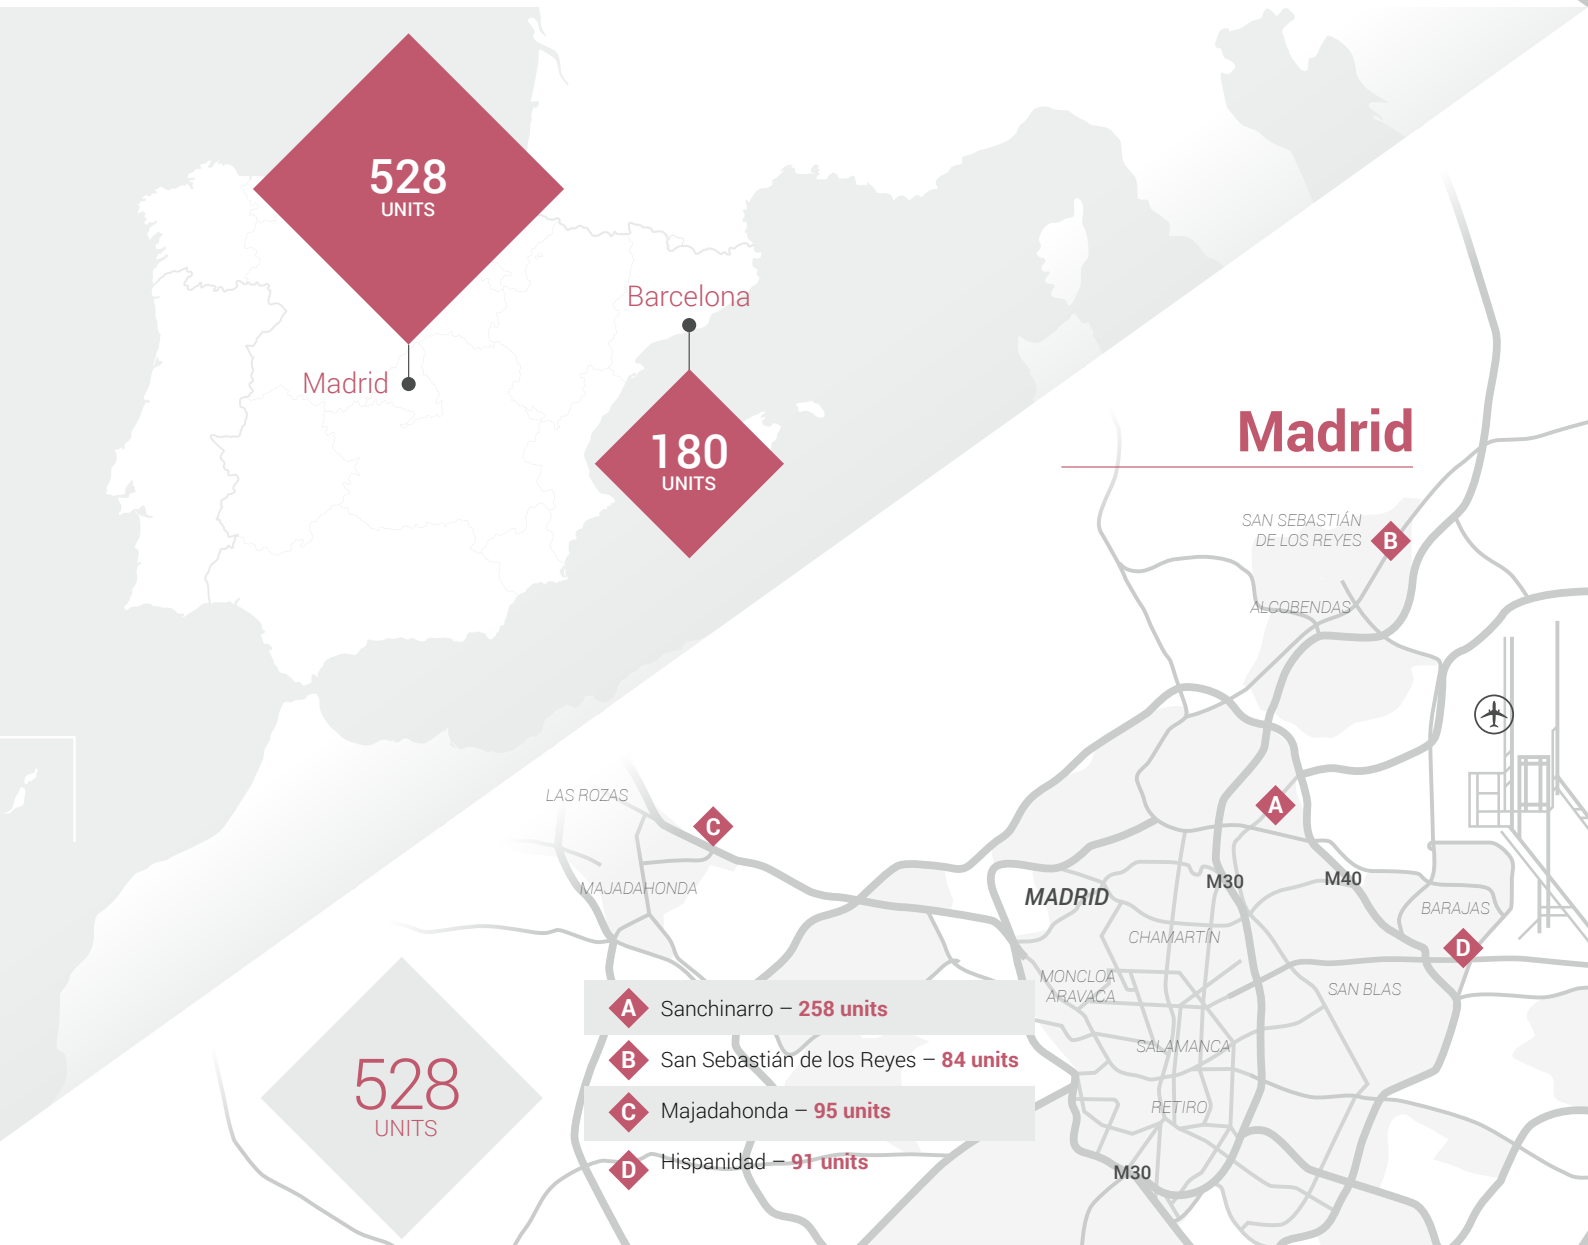 528
UNITS
Barcelona
Madrid
180
UNITS
Madrid
SAN SEBASTIÁN
DE LOS REYES
B
ALCOBENDAS
LAS ROZAS
C
A
MAJADAHONDA
MADRID
M30
M40
BARAJAS
CHAMARTÍN
D
MONCLOA
ARAVACA
SAN BLAS
SALAMANCA
RETIRO
M30
528
UNITS
A Sanchinarro – 258 units
B San Sebastián de los Reyes – 84 units
C Majadahonda – 95 units
D Hispanidad – 91 units